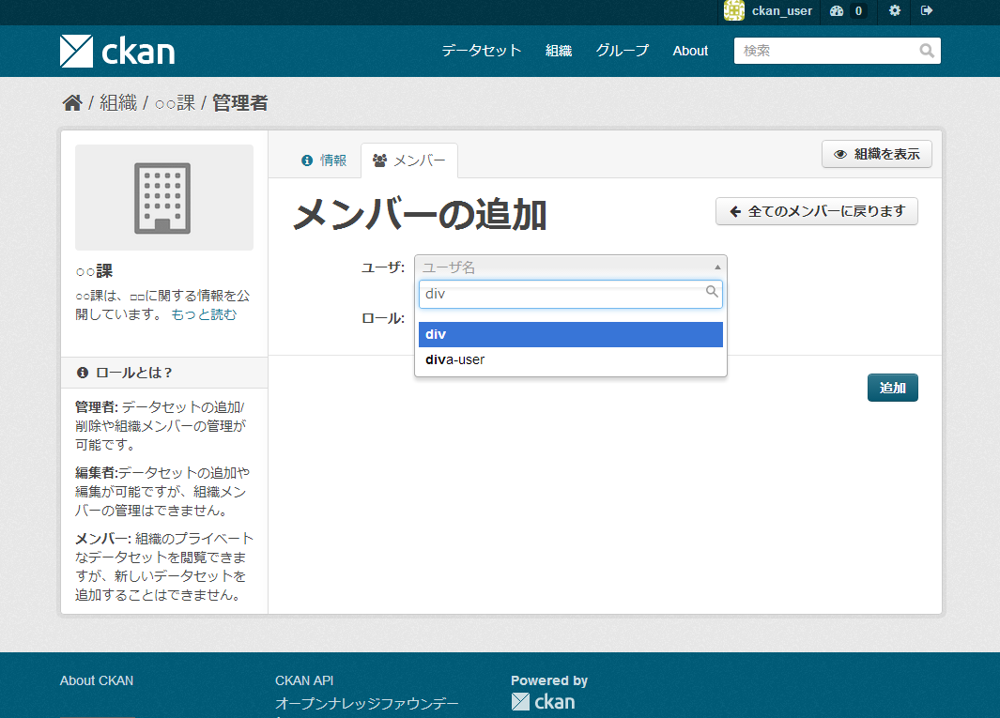 ckan_user 0
ckan
データセット 組織 グループ About 検索
/ 組織 / ○○課 / 管理者
情報 メンバー 組織を表示
メンバーの追加
全てのメンバーに戻ります
ユーザ: ユーザ名
div
ロール:
div
diva-user
追加
○○課
○○課は、□□に関する情報を公
開しています。 もっと読む
ロールとは？
管理者: データセットの追加/
削除や組織メンバーの管理が
可能です。
編集者:データセットの追加や
編集が可能ですが、組織メン
バーの管理はできません。
メンバー: 組織のプライベート
なデータセットを閲覧できま
すが、新しいデータセットを
追加することはできません。
About CKAN
CKAN API
オープンナレッジファウンデー
Powered by
ckan